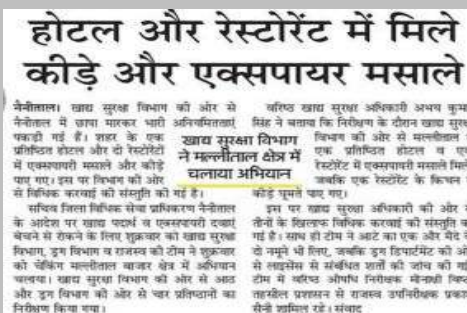 होटल और रेस्टोरेंट में मिले
कीड़े और एक्सपायर मसाले
नैनीताल। खाद्य सुरक्षा विभाग की ओर से
नैनीताल में छापा मारकर भारी अनियमितताएं
पकड़ी गई हैं। शहर के एक
प्रतिष्ठित होटल और दो रेस्टोरेंटों
में एक्सपायरी मसाले और कीड़े
पाए गए। इस पर विभाग की ओर
से विधिक करवाई की संस्तुति की गई है।
सचिव जिला विधिक सेवा प्राधिकरण नैनीताल
के आदेश पर खाद्य पदार्थ व एक्सपायरी दवाएं
बेचने से रोकने के लिए शुक्रवार को खाद्य सुरक्षा
विभाग, ड्रग विभाग व राजस्व की टीम ने शुक्रवार
को चेकिंग मल्लीताल बाजार क्षेत्र में अभियान
चलाया। खाद्य सुरक्षा विभाग की ओर से आठ
और ड्रग विभाग की ओर से चार प्रतिष्ठानों का
निरीक्षण किया गया।
खाद्य सुरक्षा विभाग
ने मल्लीताल क्षेत्र में
चलाया अभियान
वरिष्ठ खाद्य सुरक्षा अधिकारी अभय कुमा
सिंह ने बताया कि निरीक्षण के दौरान खाद्य सुरक्ष
विभाग की ओर से मल्लीताल
एक प्रतिष्ठित होटल व ए
रेस्टोरेंट में एक्सपायरी मसाले मिले
जबकि एक रेस्टोरेंट के किचन
कीड़े घूमते पाए गए।
इस पर खाद्य सुरक्षा अधिकारी की ओर
तीनों के खिलाफ विधिक करवाई की संस्तुति क
गई है। साथ ही टीम ने आटा का एक और मैदे
दो नमूने भी लिए, जबकि ड्रग डिपार्टमेंट की ओ
से लाइसेंस से संबंधित शर्तों की जांच की गई
टीम में वरिष्ठ औषधि निरीक्षक मीनाक्षी बिष्ट
तहसील प्रशासन से राजस्व उपनिरीक्षक प्रका
सैनी शामिल रहे। संवाद